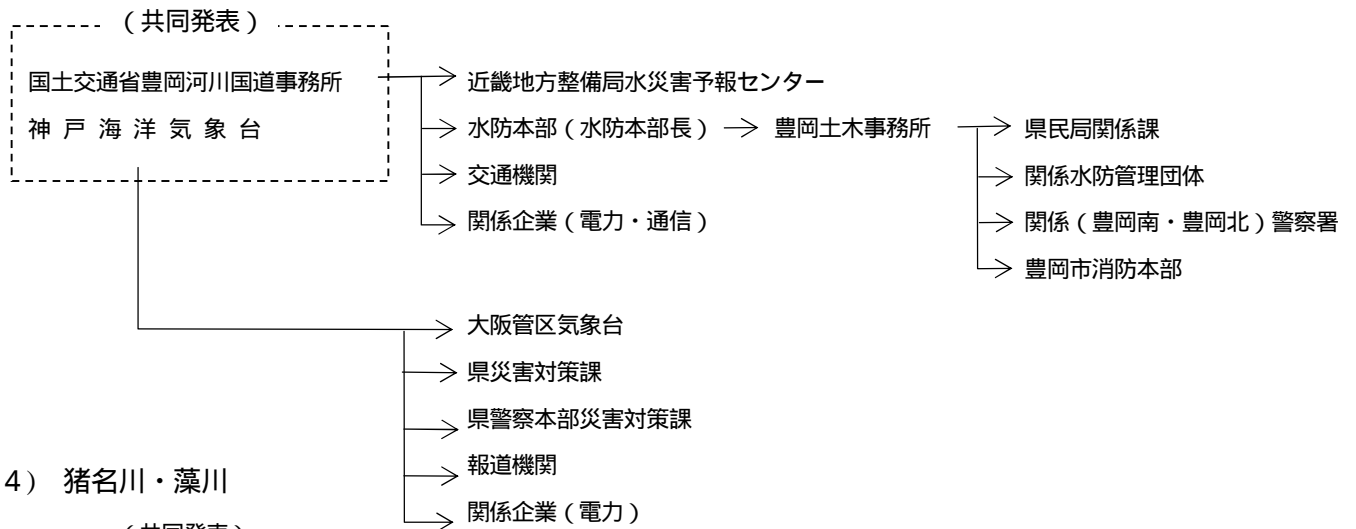 （共同発表）
国土交通省豊岡河川国道事務所
神戸海洋気象台
近畿地方整備局水災害予報センター
水防本部（水防本部長）
豊岡土木事務所
県民局関係課
交通機関
関係水防管理団体
関係企業（電力・通信）
関係（豊岡南・豊岡北）警察署
豊岡市消防本部
大阪管区気象台
県災害対策課
県警察本部災害対策課
報道機関
関係企業（電力）
4） 猪名川・藻川
（共同発表）